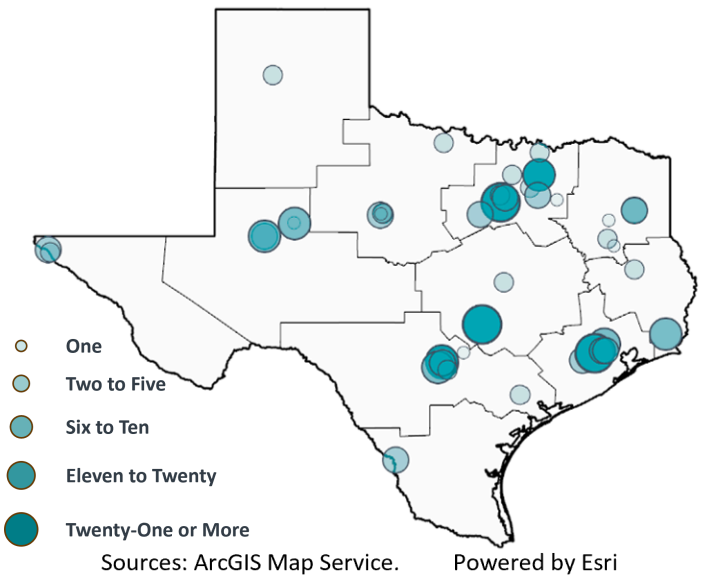 One
Two to Five
Six to Ten
Eleven to Twenty
Twenty-One or More
Sources: ArcGIS Map Service. Powered by Esri